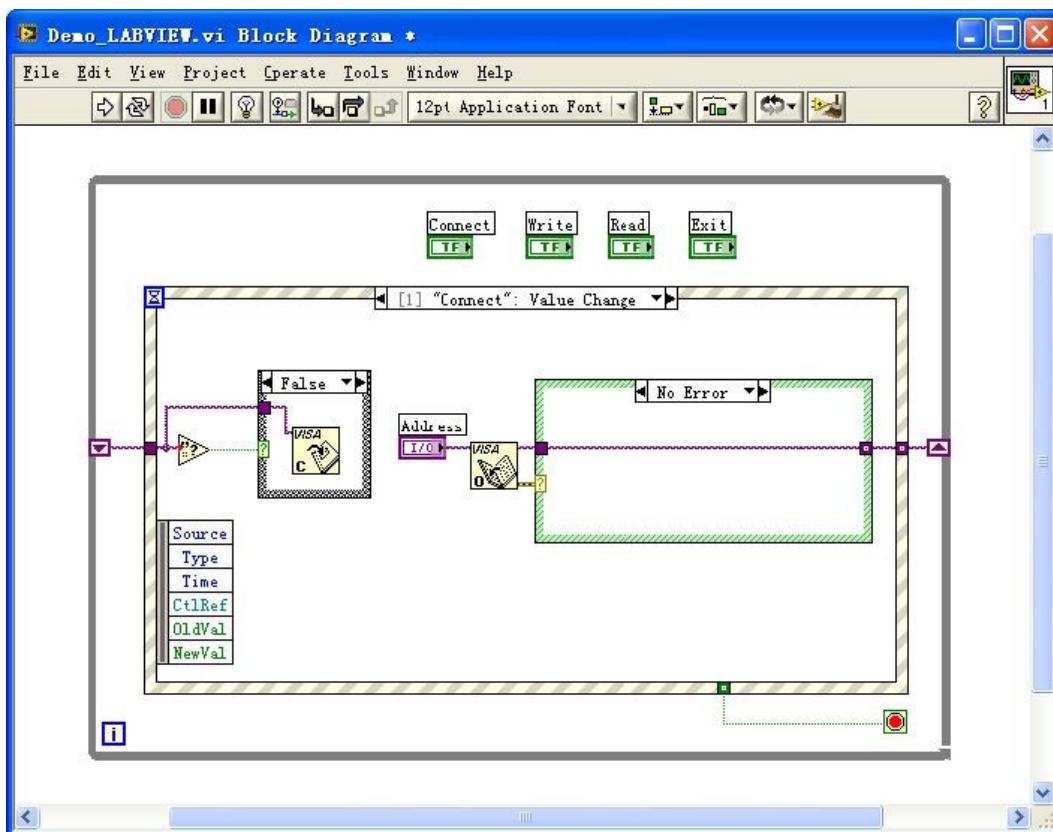 Demo_LABVIEW.vi Block Diagram *
File Edit View Project Operate Tools Window Help
12pt Application Font
1
Connect Write Read Exit
TF TF TF TF
[1] "Connect": Value Change
False
No Error
"?
Address
I/O
VISA
C
VISA
O
?
?
Source
Type
Time
CtlRef
OldVal
NewVal
i